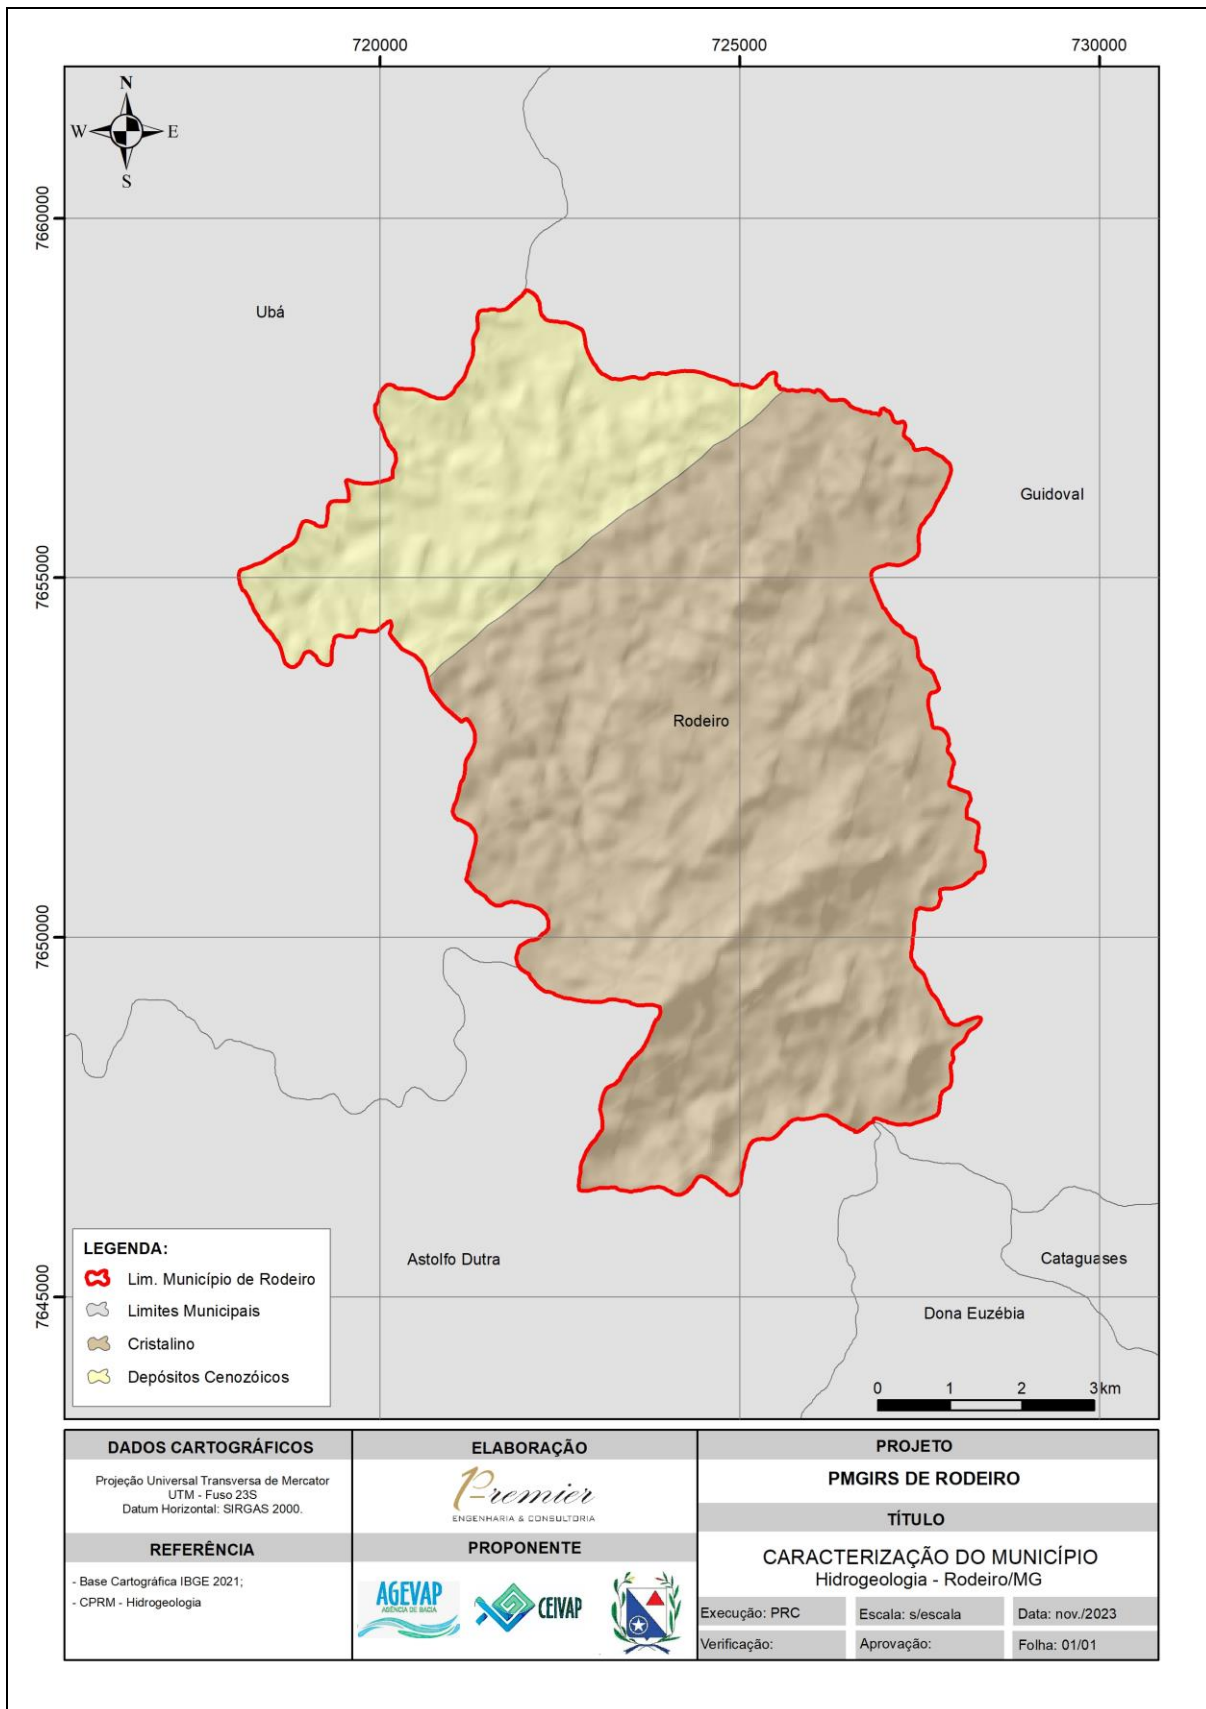 720000 725000 730000
N
W E
S
7660000
Ubá
Guidoval
7655000
Rodeiro
7650000
LEGENDA:
Lim. Município de Rodeiro
Limites Municipais
Cristalino
Depósitos Cenozóicos
Astolfo Dutra
Cataguases
Dona Euzébia
7645000
0 1 2 3 km
DADOS CARTOGRÁFICOS
Projeção Universal Transversa de Mercator
UTM - Fuso 23S
Datum Horizontal: SIRGAS 2000.
REFERÊNCIA
- Base Cartográfica IBGE 2021;
- CPRM - Hidrogeologia
ELABORAÇÃO
Premier
ENGENHARIA & CONSULTORIA
PROPONENTE
AGEVAP
AGÊNCIA DE BACIA
CEIVAP
PROJETO
PMGIRS DE RODEIRO
TÍTULO
CARACTERIZAÇÃO DO MUNICÍPIO
Hidrogeologia - Rodeiro/MG
Execução: PRC Escala: s/escala Data: nov./2023
Verificação: Aprovação: Folha: 01/01